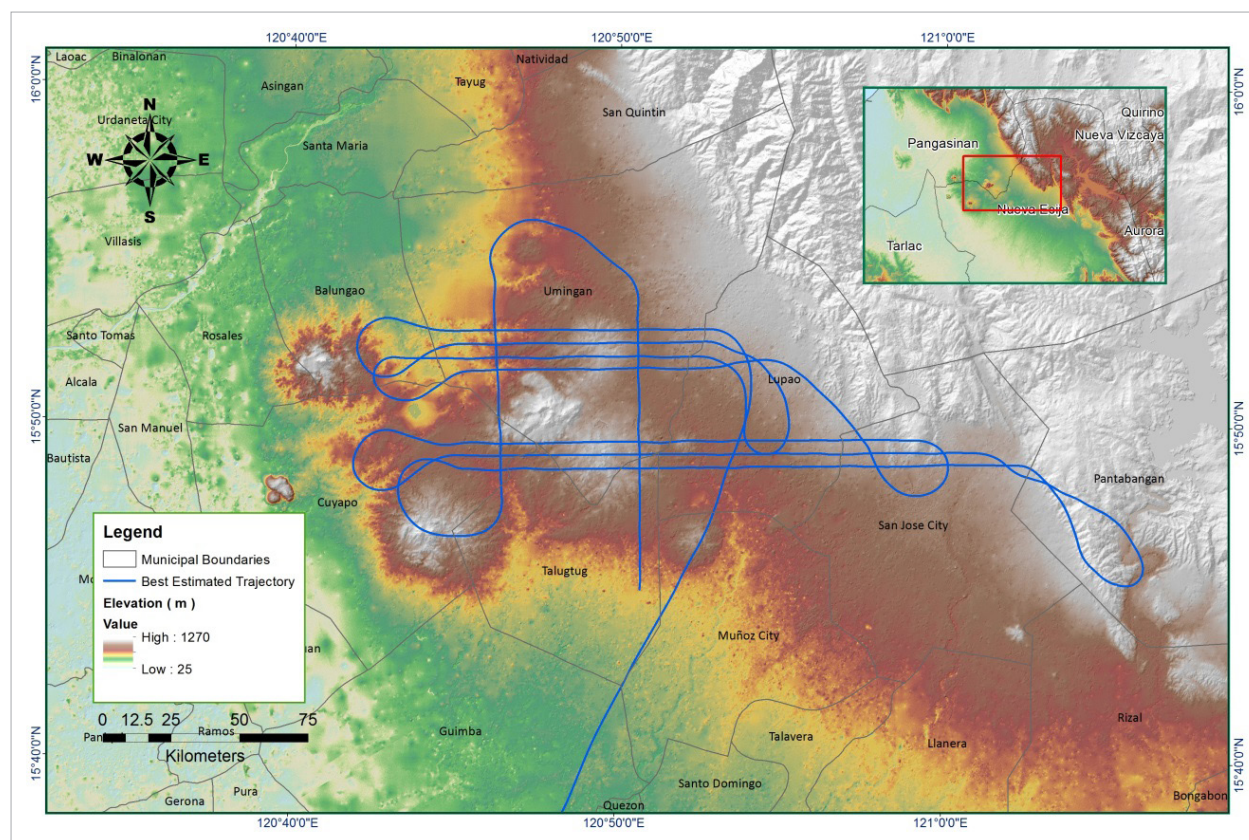 120°40'0"E
120°50'0"E
121°0'0"E
Laoac
Binalonan
Natividad
16°0'0"N
16°0'0"N
Asingan
Tayug
San Quintin
N
Urdaneta City
W
E
S
Santa Maria
Quirino
Nueva Vizcaya
Pangasinan
Nueva Ecija
Aurora
Tarlac
Villasis
Balungao
Umingan
Santo Tomas
Rosales
Alcala
Lupao
15°50'0"N
15°50'0"N
San Manuel
Bautista
Pantabangan
Cuyapo
San Jose City
Legend
Municipal Boundaries
Best Estimated Trajectory
Elevation ( m )
Value
High : 1270
Low : 25
Talugtug
Muñoz City
0 12.5 25 50 75
Kilometers
Ramos
Guimba
Talavera
Llanera
Rizal
15°40'0"N
15°40'0"N
Santo Domingo
Pura
Gerona
Quezon
Bongabon
120°40'0"E
120°50'0"E
121°0'0"E